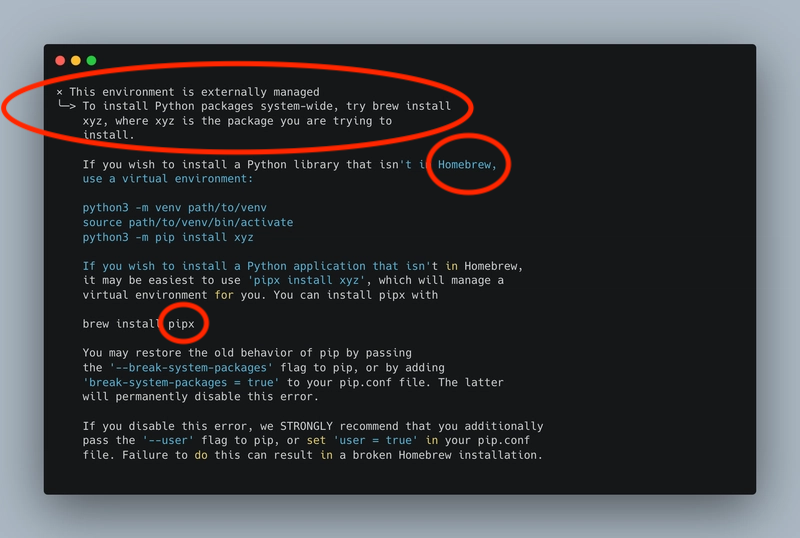 × This environment is externally managed
╰─> To install Python packages system-wide, try brew install
xyz, where xyz is the package you are trying to
install.
If you wish to install a Python library that isn't in Homebrew,
use a virtual environment:
python3 -m venv path/to/venv
source path/to/venv/bin/activate
python3 -m pip install xyz
If you wish to install a Python application that isn't in Homebrew,
it may be easiest to use 'pipx install xyz', which will manage a
virtual environment for you. You can install pipx with
brew install pipx
You may restore the old behavior of pip by passing
the '--break-system-packages' flag to pip, or by adding
'break-system-packages = true' to your pip.conf file. The latter
will permanently disable this error.
If you disable this error, we STRONGLY recommend that you additionally
pass the '--user' flag to pip, or set 'user = true' in your pip.conf
file. Failure to do this can result in a broken Homebrew installation.